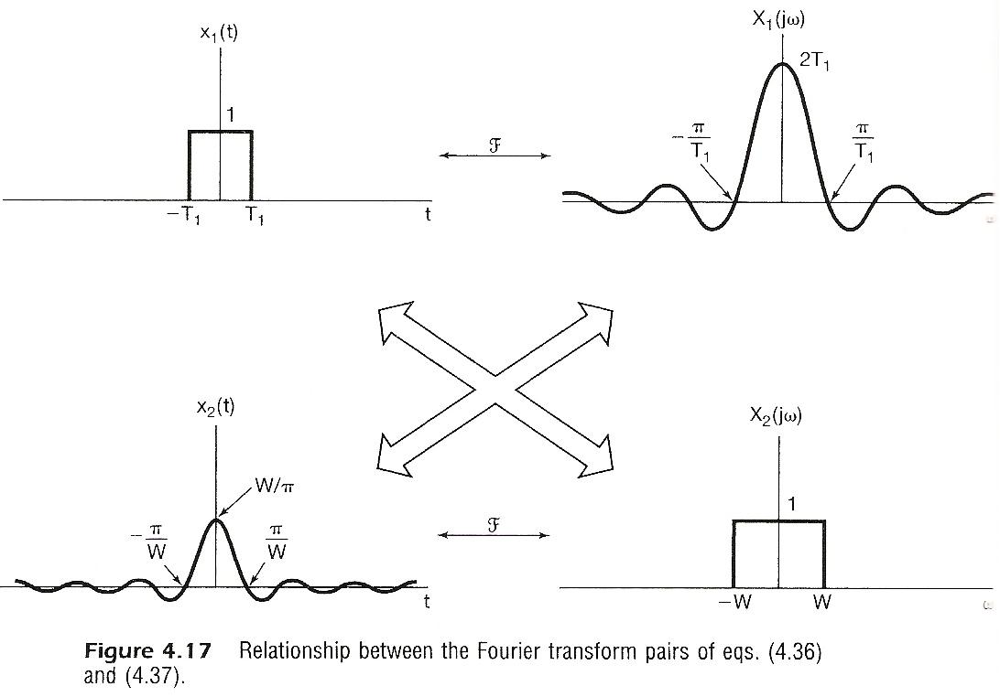 x₁(t)
1
−T₁ T₁ t
ℱ
X₁(jω)
2T₁
−π/T₁ π/T₁
ω
x₂(t)
W/π
−π/W π/W
t
ℱ
X₂(jω)
1
−W W ω
Figure 4.17 Relationship between the Fourier transform pairs of eqs. (4.36)
and (4.37).